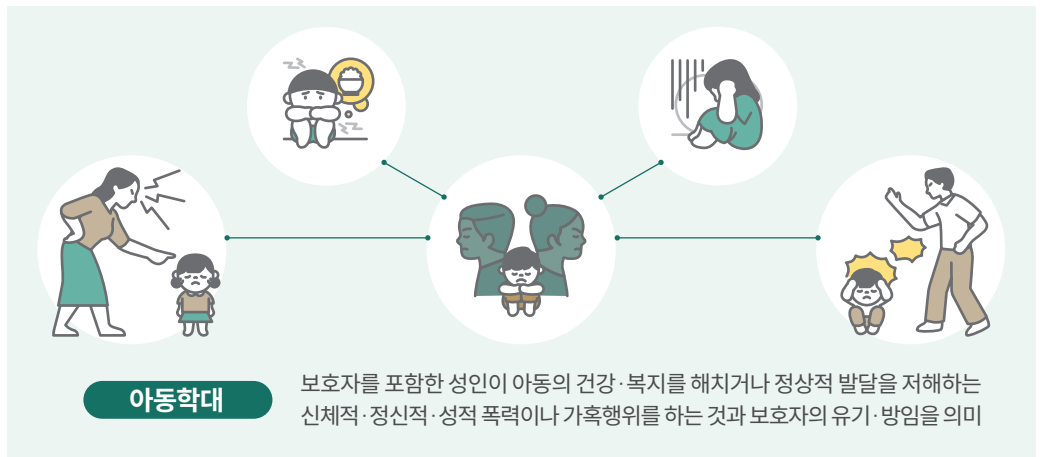 아동학대
보호자를 포함한 성인이 아동의 건강·복지를 해치거나 정상적 발달을 저해하는
신체적·정신적·성적 폭력이나 가혹행위를 하는 것과 보호자의 유기·방임을 의미